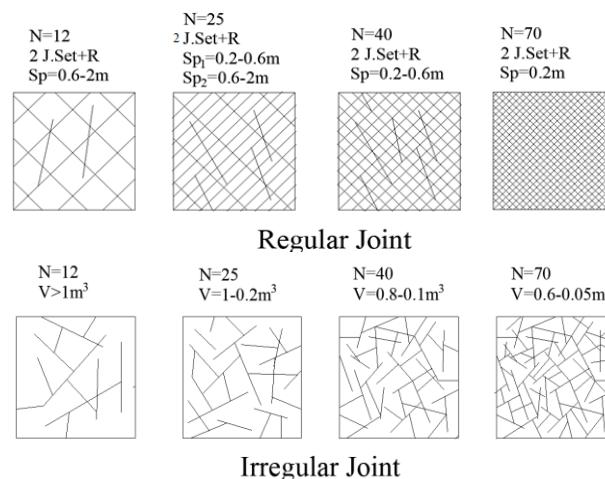 N=12
2 J.Set+R
Sp=0.6-2m
N=25
2 J.Set+R
Sp₁=0.2-0.6m
Sp₂=0.6-2m
N=40
2 J.Set+R
Sp=0.2-0.6m
N=70
2 J.Set+R
Sp=0.2m
Regular Joint
N=12
V>1m³
N=25
V=1-0.2m³
N=40
V=0.8-0.1m³
N=70
V=0.6-0.05m
Irregular Joint